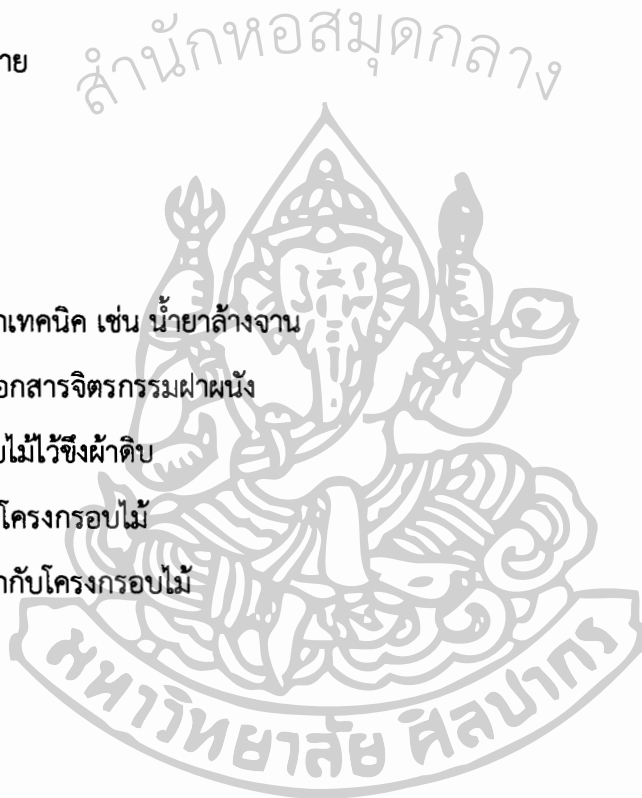 สำนักหอสมุดกลาง
าย
เทคนิค เช่น น้ำยาล้างจาน
อกสารจิตรกรรมฝาผนัง
ไม้ไว้ขึงผ้าดิบ
โครงกรอบไม้
ากับโครงกรอบไม้
มหาวิทยาลัย ศิลปากร